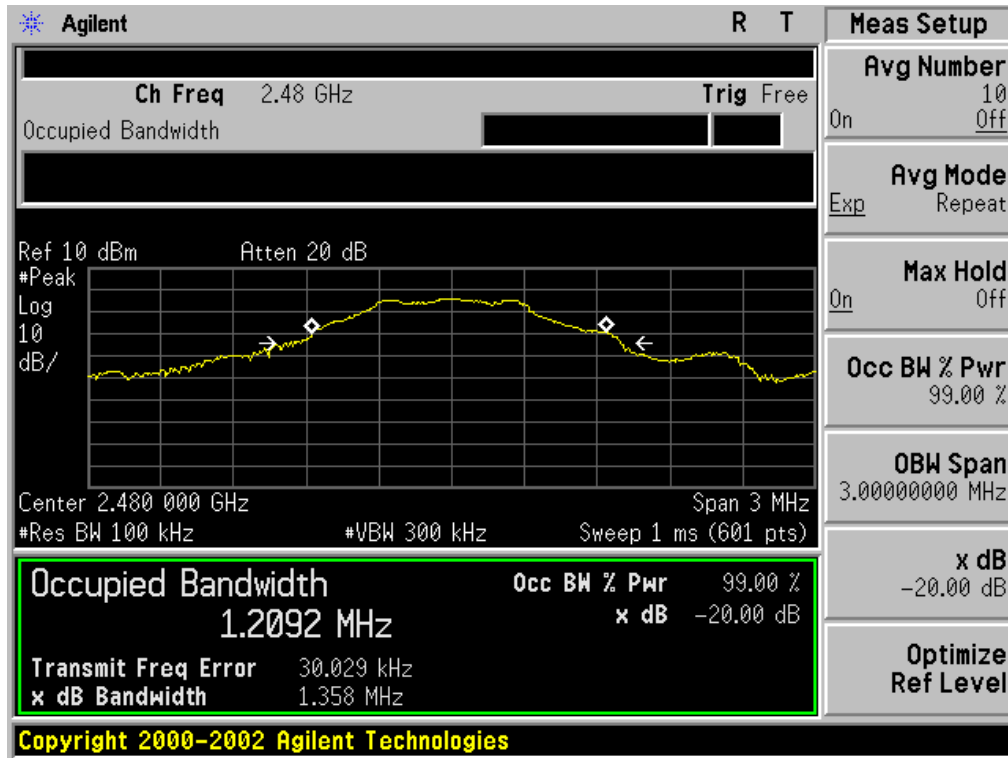 Agilent R T
Meas Setup
Ch Freq 2.48 GHz Trig Free
Occupied Bandwidth
Ref 10 dBm Atten 20 dB
#Peak
Log
10
dB/
Center 2.480 000 GHz Span 3 MHz
#Res BW 100 kHz #VBW 300 kHz Sweep 1 ms (601 pts)
Occupied Bandwidth Occ BW % Pwr 99.00 %
1.2092 MHz x dB -20.00 dB
Transmit Freq Error 30.029 kHz
x dB Bandwidth 1.358 MHz
Avg Number
10
On Off
Avg Mode
Exp Repeat
Max Hold
On Off
Occ BW % Pwr
99.00 %
OBW Span
3.00000000 MHz
x dB
-20.00 dB
Optimize
Ref Level
Copyright 2000-2002 Agilent Technologies